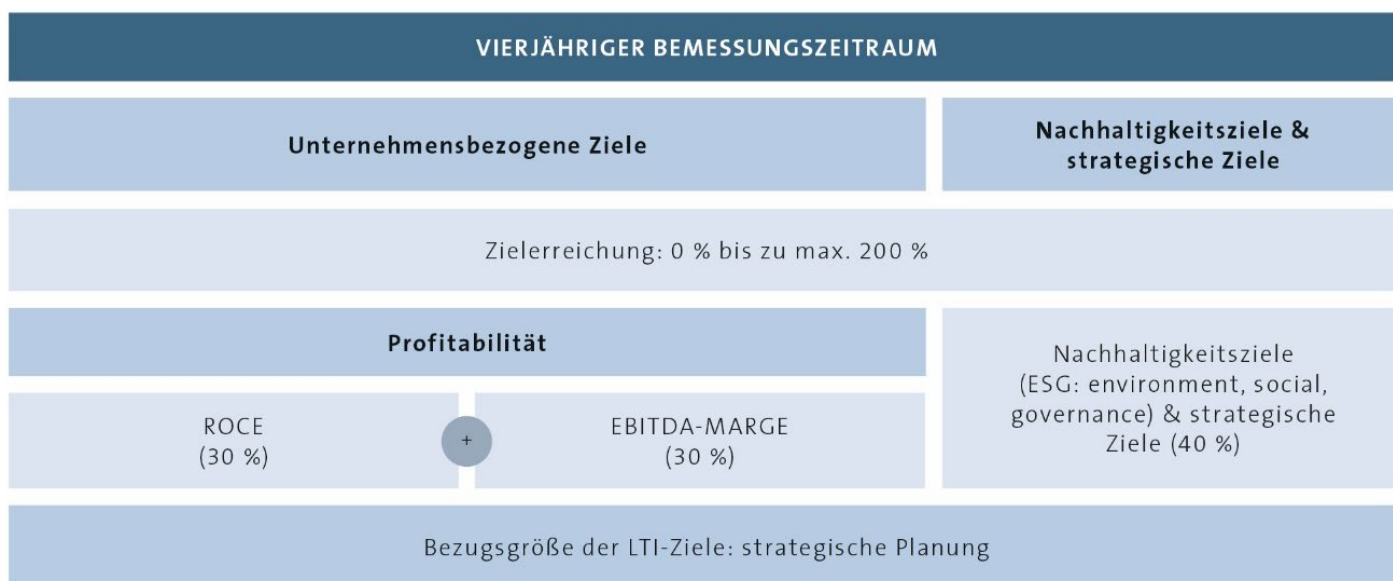 VIERJÄHRIGER BEMESSUNGSZEITRAUM
Unternehmensbezogene Ziele
Nachhaltigkeitsziele &
strategische Ziele
Zielerreichung: 0 % bis zu max. 200 %
Profitabilität
ROCE
(30 %)
+
EBITDA-MARGE
(30 %)
Nachhaltigkeitsziele
(ESG: environment, social,
governance) & strategische
Ziele (40 %)
Bezugsgröße der LTI-Ziele: strategische Planung